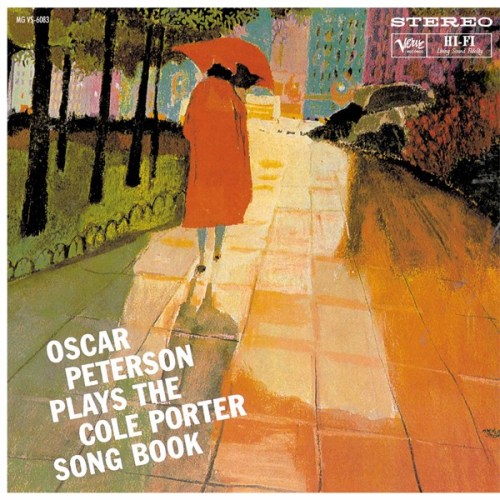 MG VS-6083
STEREO
Verve
HI-FI
OSCAR
PETERSON
PLAYS THE
COLE PORTER
SONG BOOK